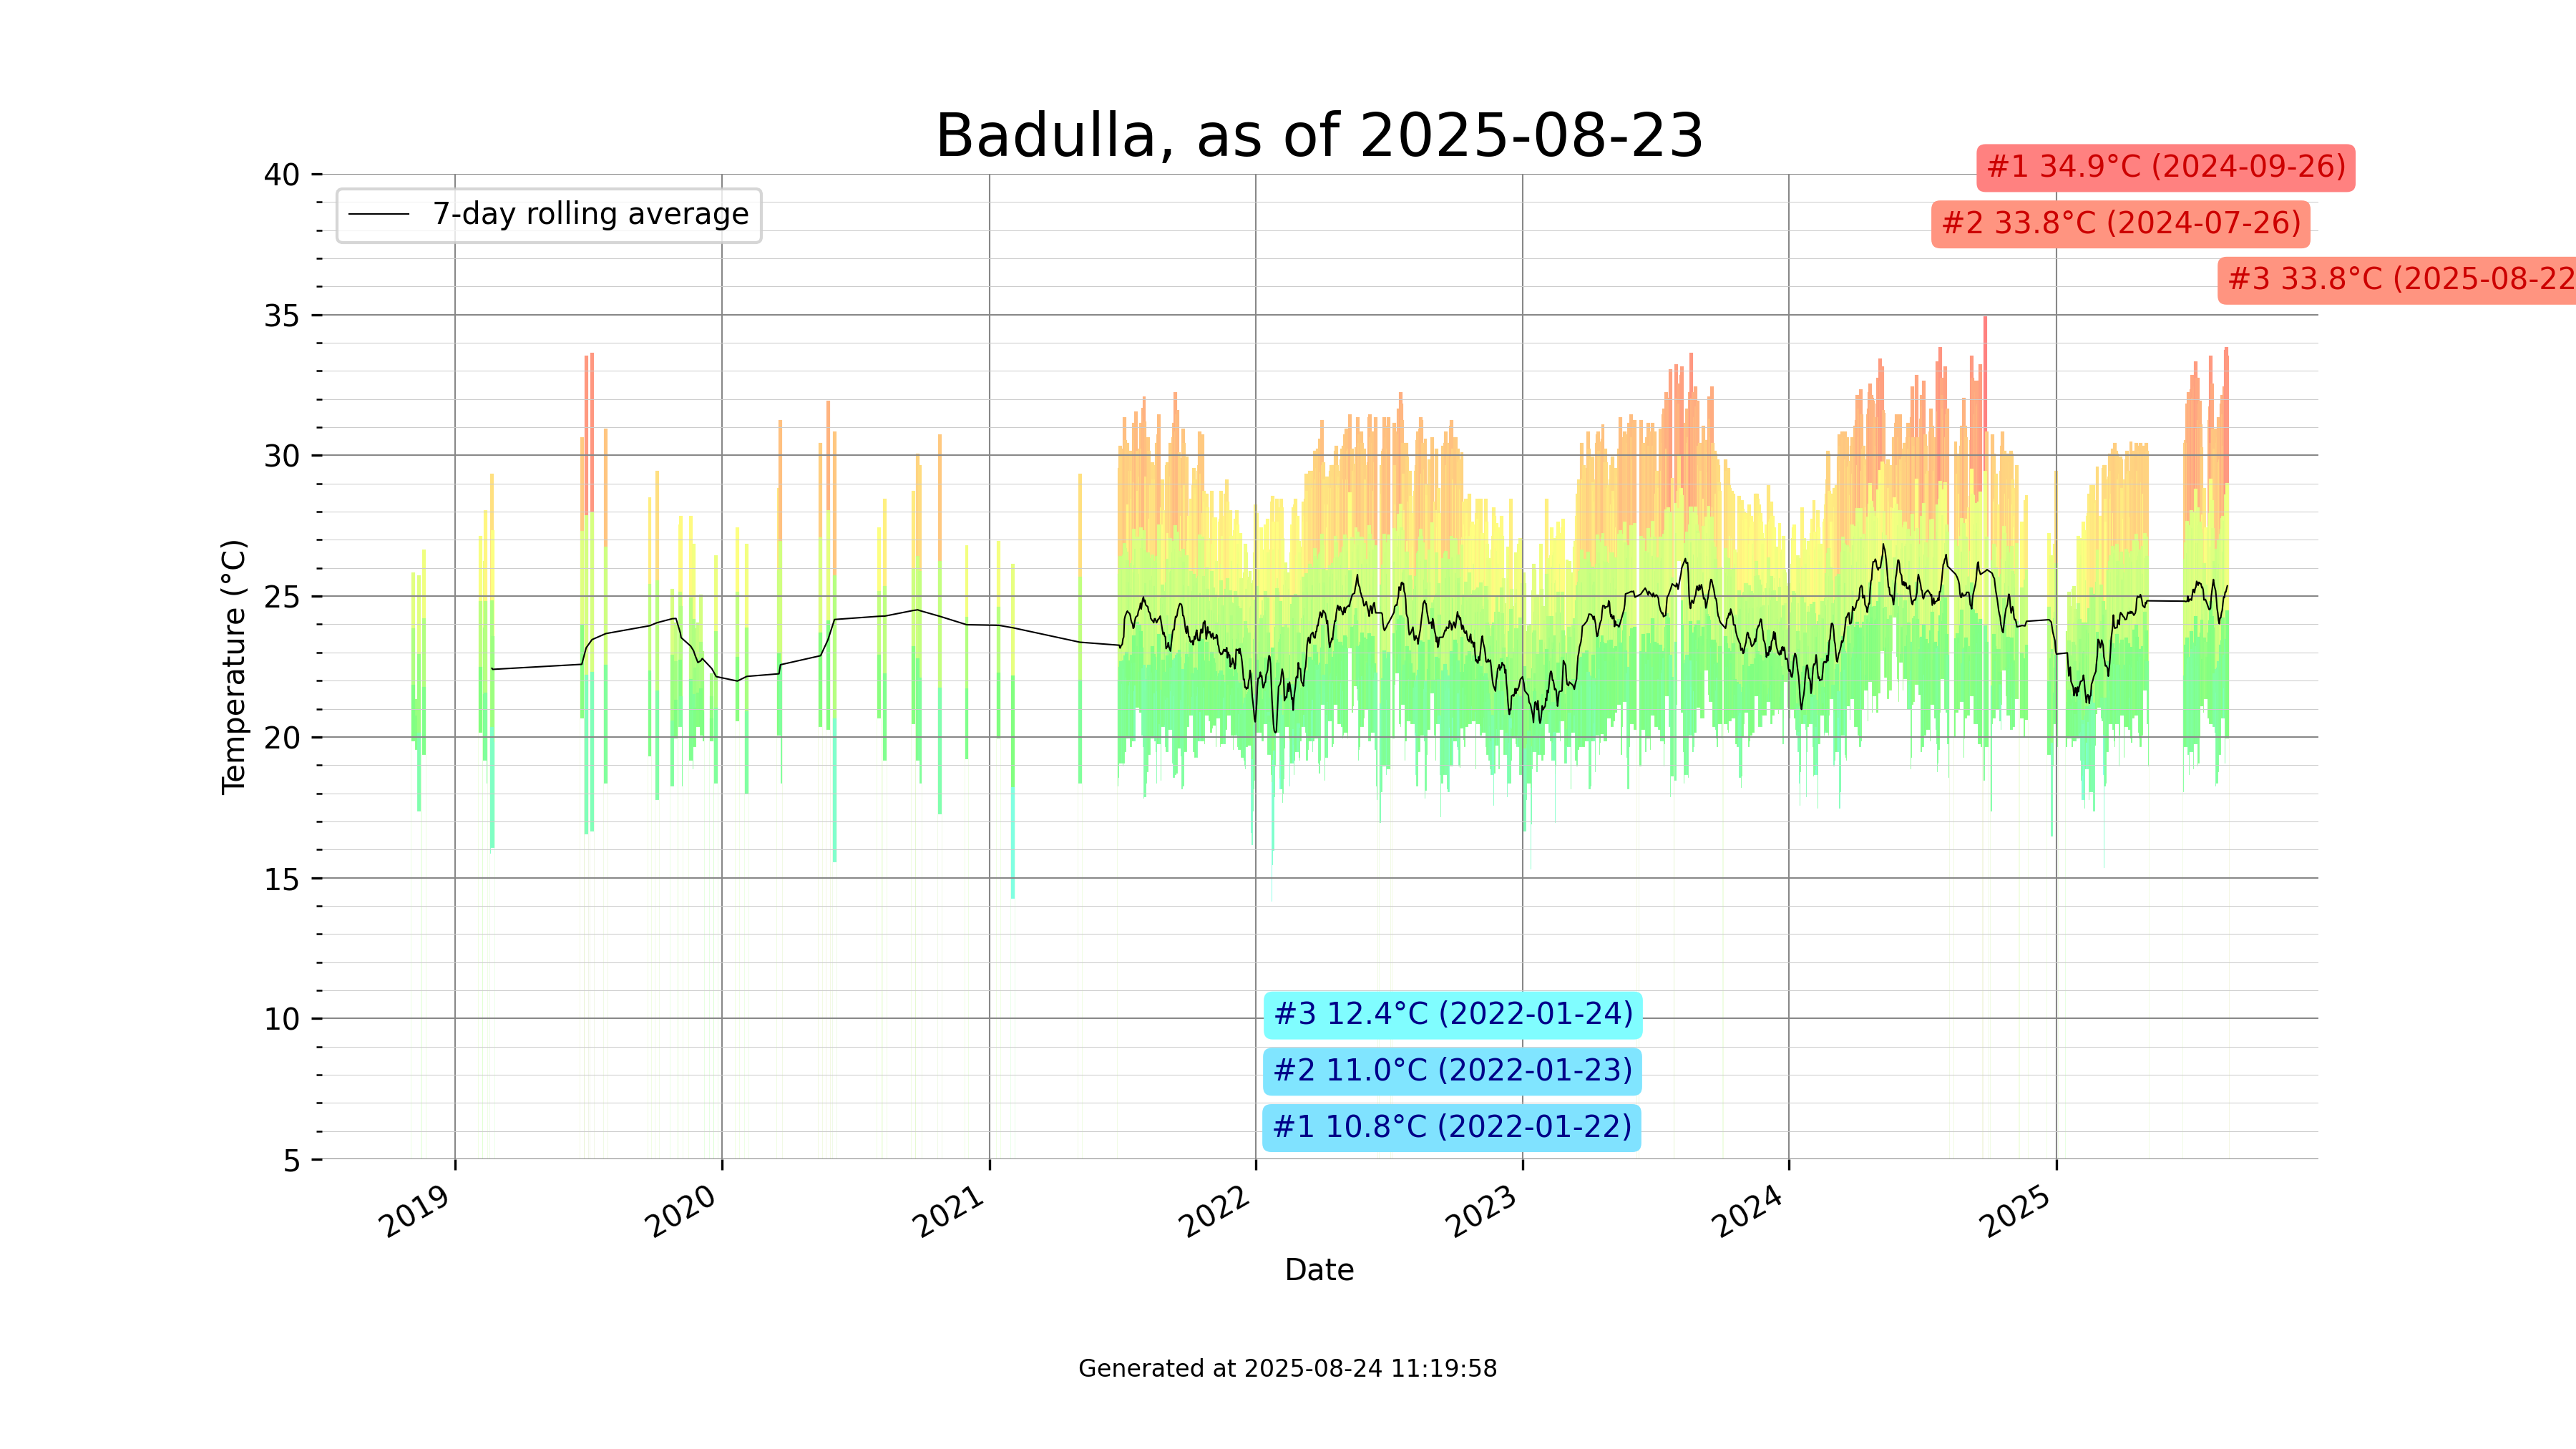 Badulla, as of 2025-08-23
#1 34.9°C (2024-09-26)
#2 33.8°C (2024-07-26)
#3 33.8°C (2025-08-22
7-day rolling average
40
35
30
25
20
15
10
5
Temperature (°C)
#3 12.4°C (2022-01-24)
#2 11.0°C (2022-01-23)
#1 10.8°C (2022-01-22)
2019
2020
2021
2022
2023
2024
2025
Date
Generated at 2025-08-24 11:19:58